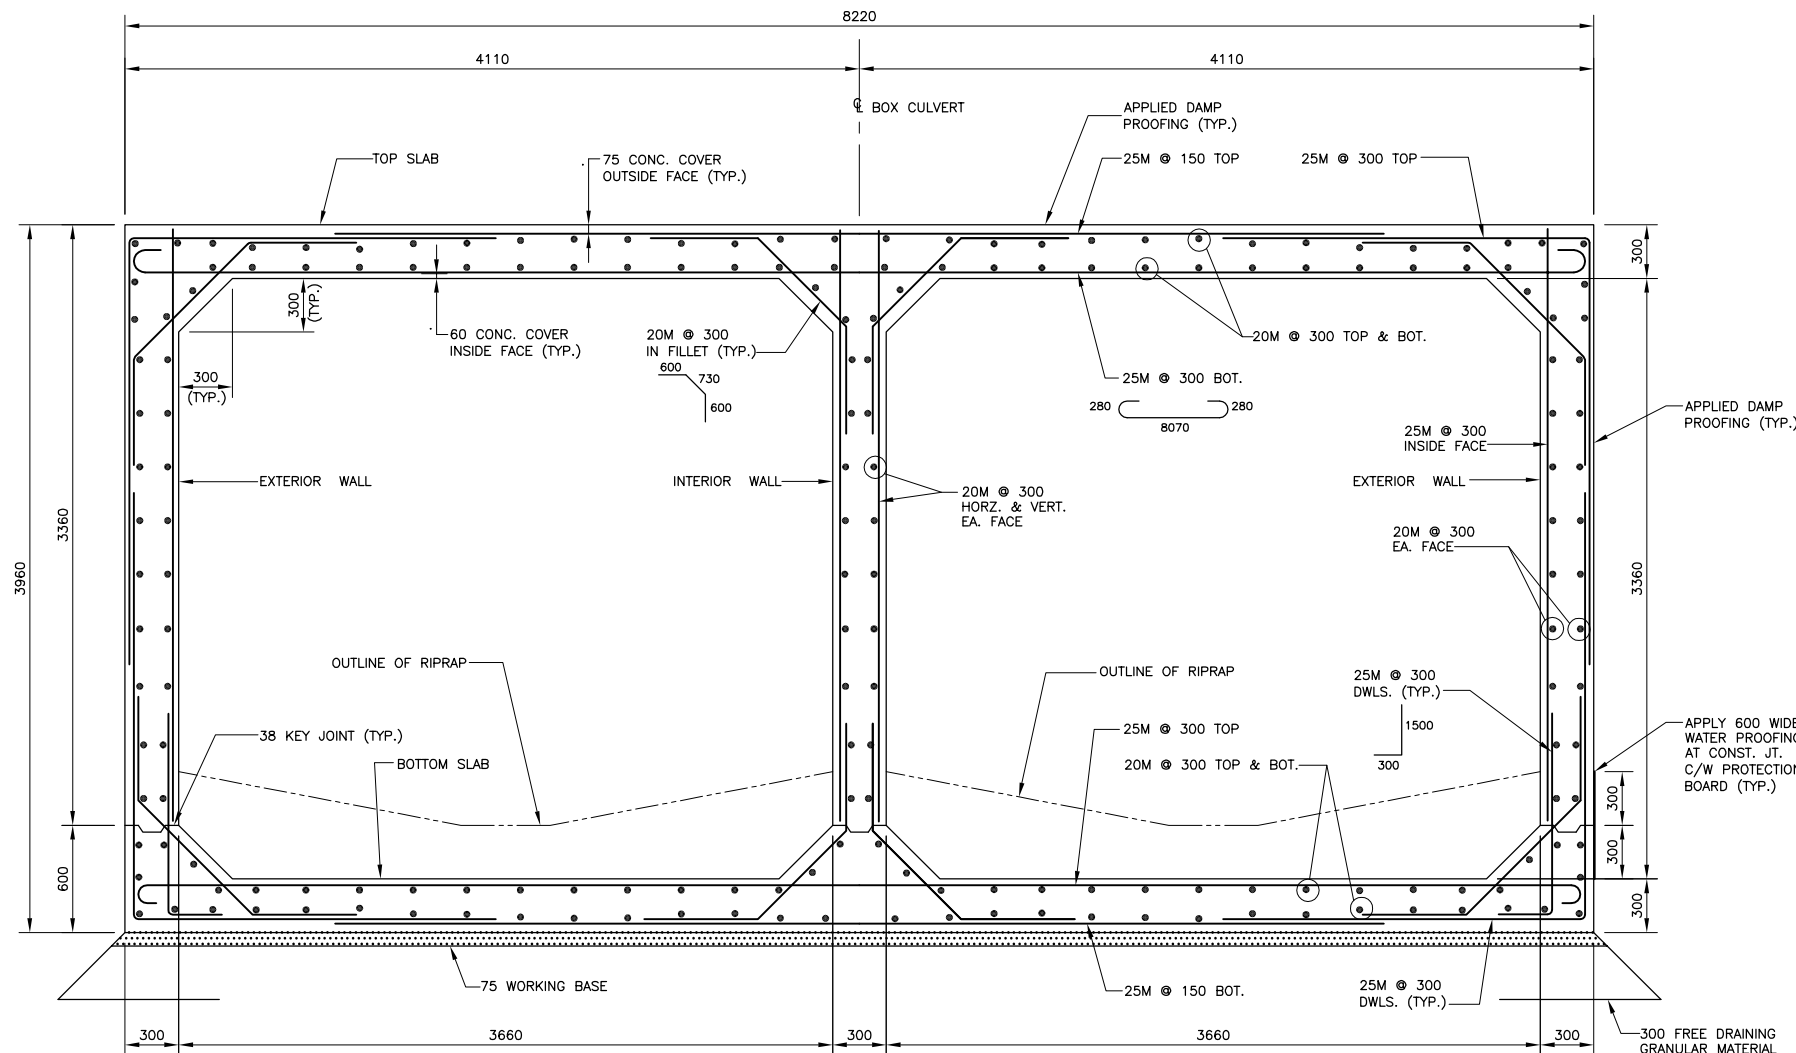 8220
4110
4110
℄ BOX CULVERT
APPLIED DAMP
PROOFING (TYP.)
TOP SLAB
75 CONC. COVER
OUTSIDE FACE (TYP.)
25M @ 150 TOP
25M @ 300 TOP
300
300
(TYP.)
60 CONC. COVER
INSIDE FACE (TYP.)
20M @ 300
IN FILLET (TYP.)
600
730
600
20M @ 300 TOP & BOT.
25M @ 300 BOT.
280
280
8070
300
(TYP.)
APPLIED DAMP
PROOFING (TYP.)
25M @ 300
INSIDE FACE
EXTERIOR WALL
INTERIOR WALL
EXTERIOR WALL
20M @ 300
HORZ. & VERT.
EA. FACE
20M @ 300
EA. FACE
3960
3360
3360
OUTLINE OF RIPRAP
OUTLINE OF RIPRAP
25M @ 300
DWLS. (TYP.)
1500
300
38 KEY JOINT (TYP.)
BOTTOM SLAB
25M @ 300 TOP
20M @ 300 TOP & BOT.
APPLY 600 WIDE
WATER PROOFING
AT CONST. JT.
C/W PROTECTION
BOARD (TYP.)
300
300
300
600
75 WORKING BASE
25M @ 150 BOT.
25M @ 300
DWLS. (TYP.)
300
3660
300
3660
300
300 FREE DRAINING
GRANULAR MATERIAL